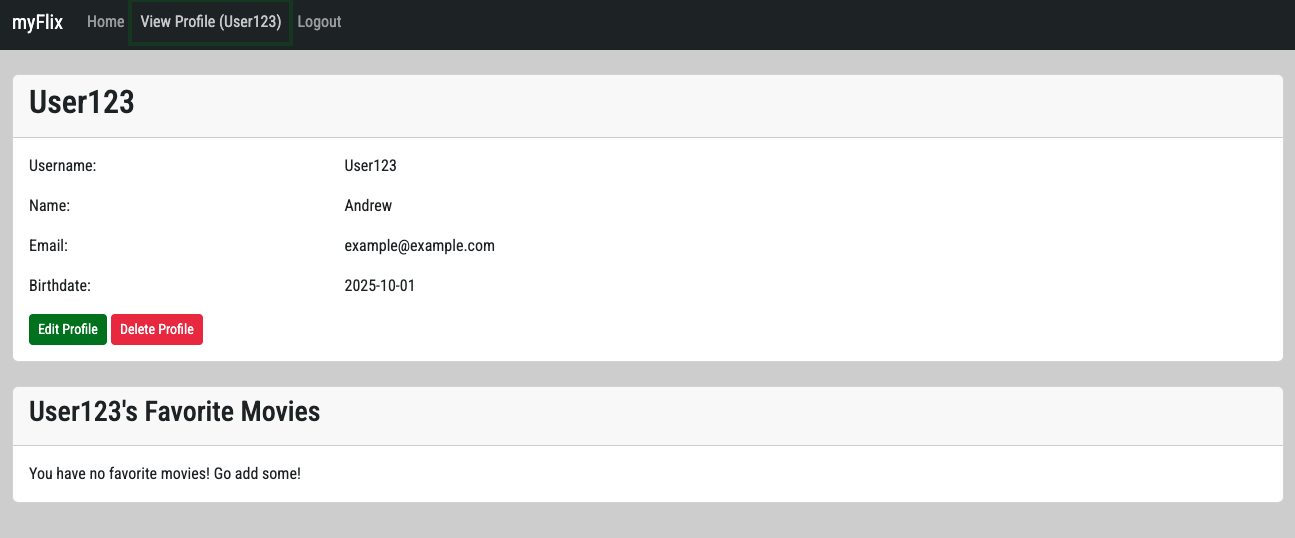 myFlix Home View Profile (User123) Logout
User123
Username: User123
Name: Andrew
Email: example@example.com
Birthdate: 2025-10-01
Edit Profile Delete Profile
User123's Favorite Movies
You have no favorite movies! Go add some!